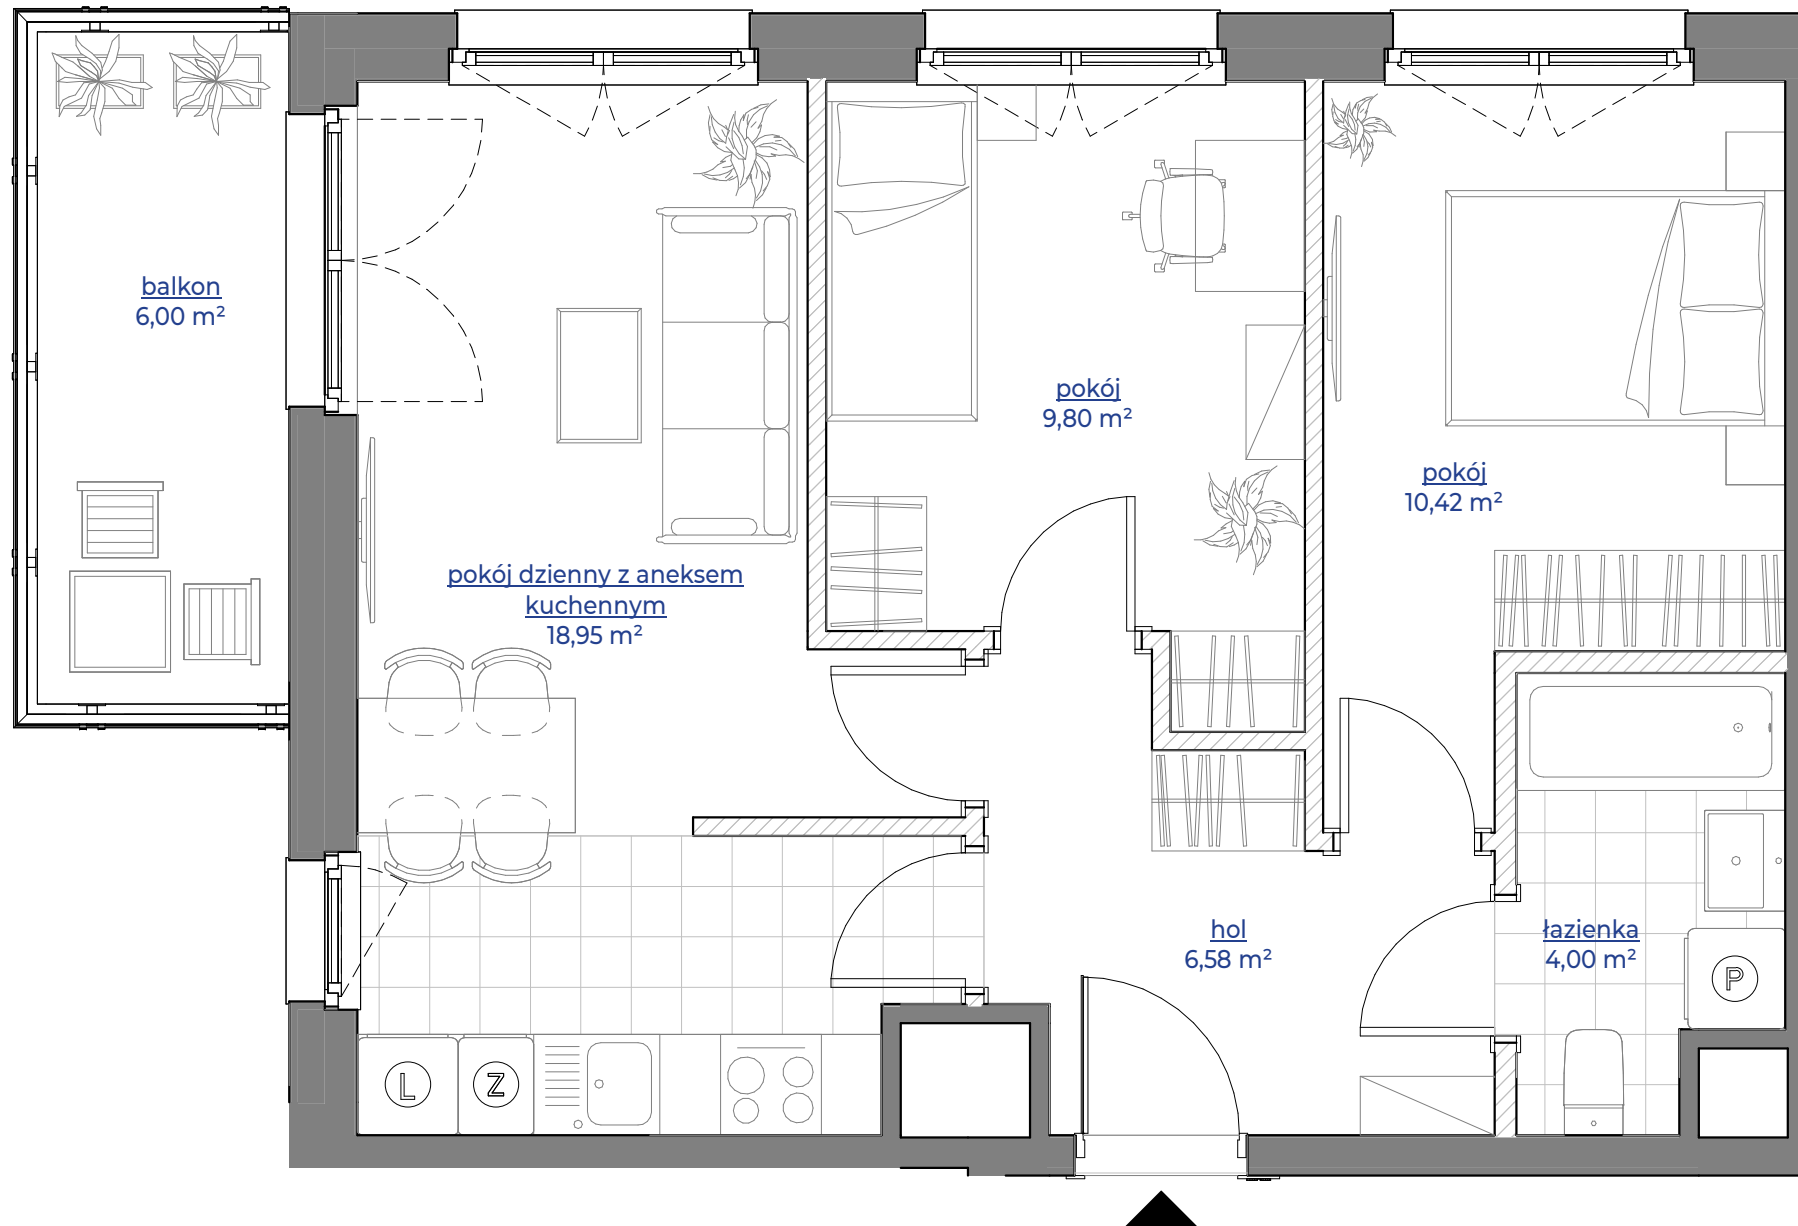 balkon
6,00 m²
pokój
9,80 m²
pokój
10,42 m²
pokój dzienny z aneksem
kuchennym
18,95 m²
hol
6,58 m²
łazienka
4,00 m²
P
L
Z